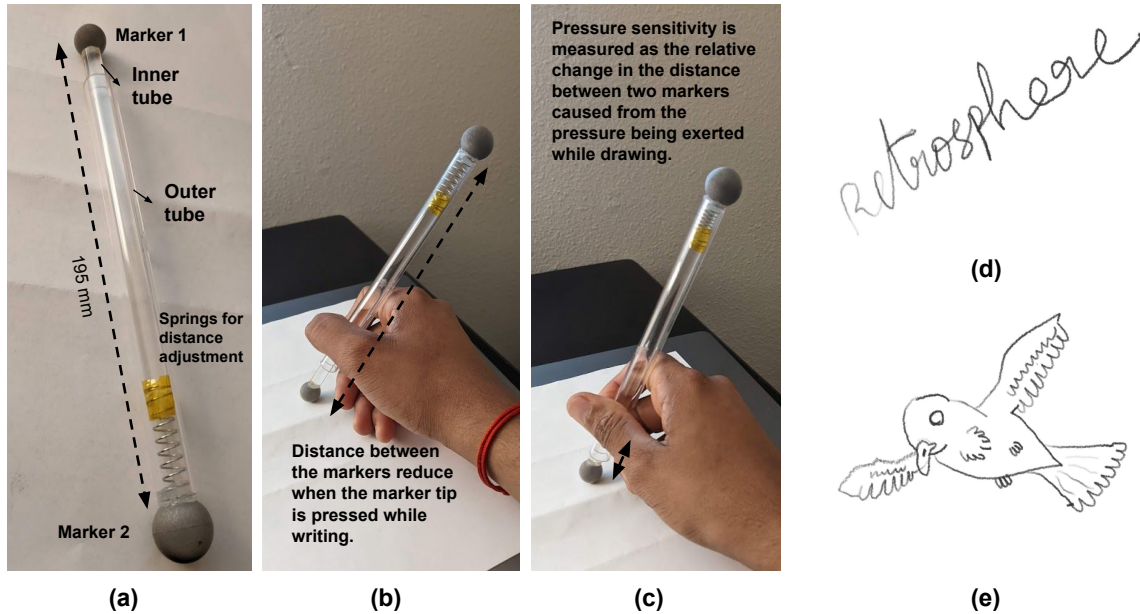 Marker 1
Inner
tube
Outer
tube
195 mm
Springs for
distance
adjustment
Marker 2
(a)
Distance between
the markers reduce
when the marker tip
is pressed while
writing.
(b)
Pressure sensitivity is
measured as the relative
change in the distance
between two markers
caused from the
pressure being exerted
while drawing.
(c)
Retrosphere
(d)
(e)